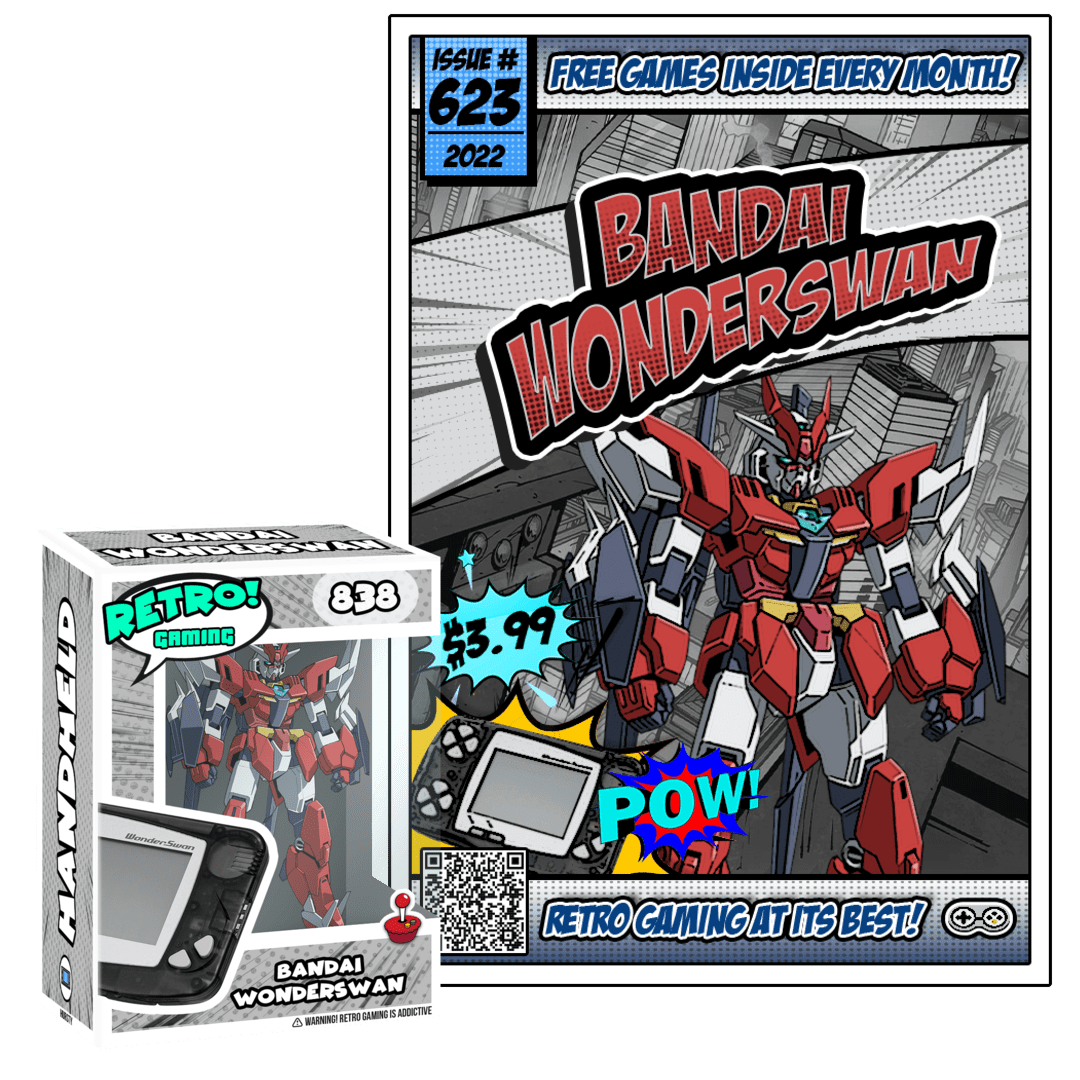 ISSUE #
623
2022
FREE GAMES INSIDE EVERY MONTH!
BANDAI
WONDERSWAN
$3.99
POW!
RETRO GAMING AT ITS BEST!
BANDAI
WONDERSWAN
RETRO!
GAMING
838
HANDHELD
WonderSwan
BANDAI
WONDERSWAN
WARNING! RETRO GAMING IS ADDICTIVE